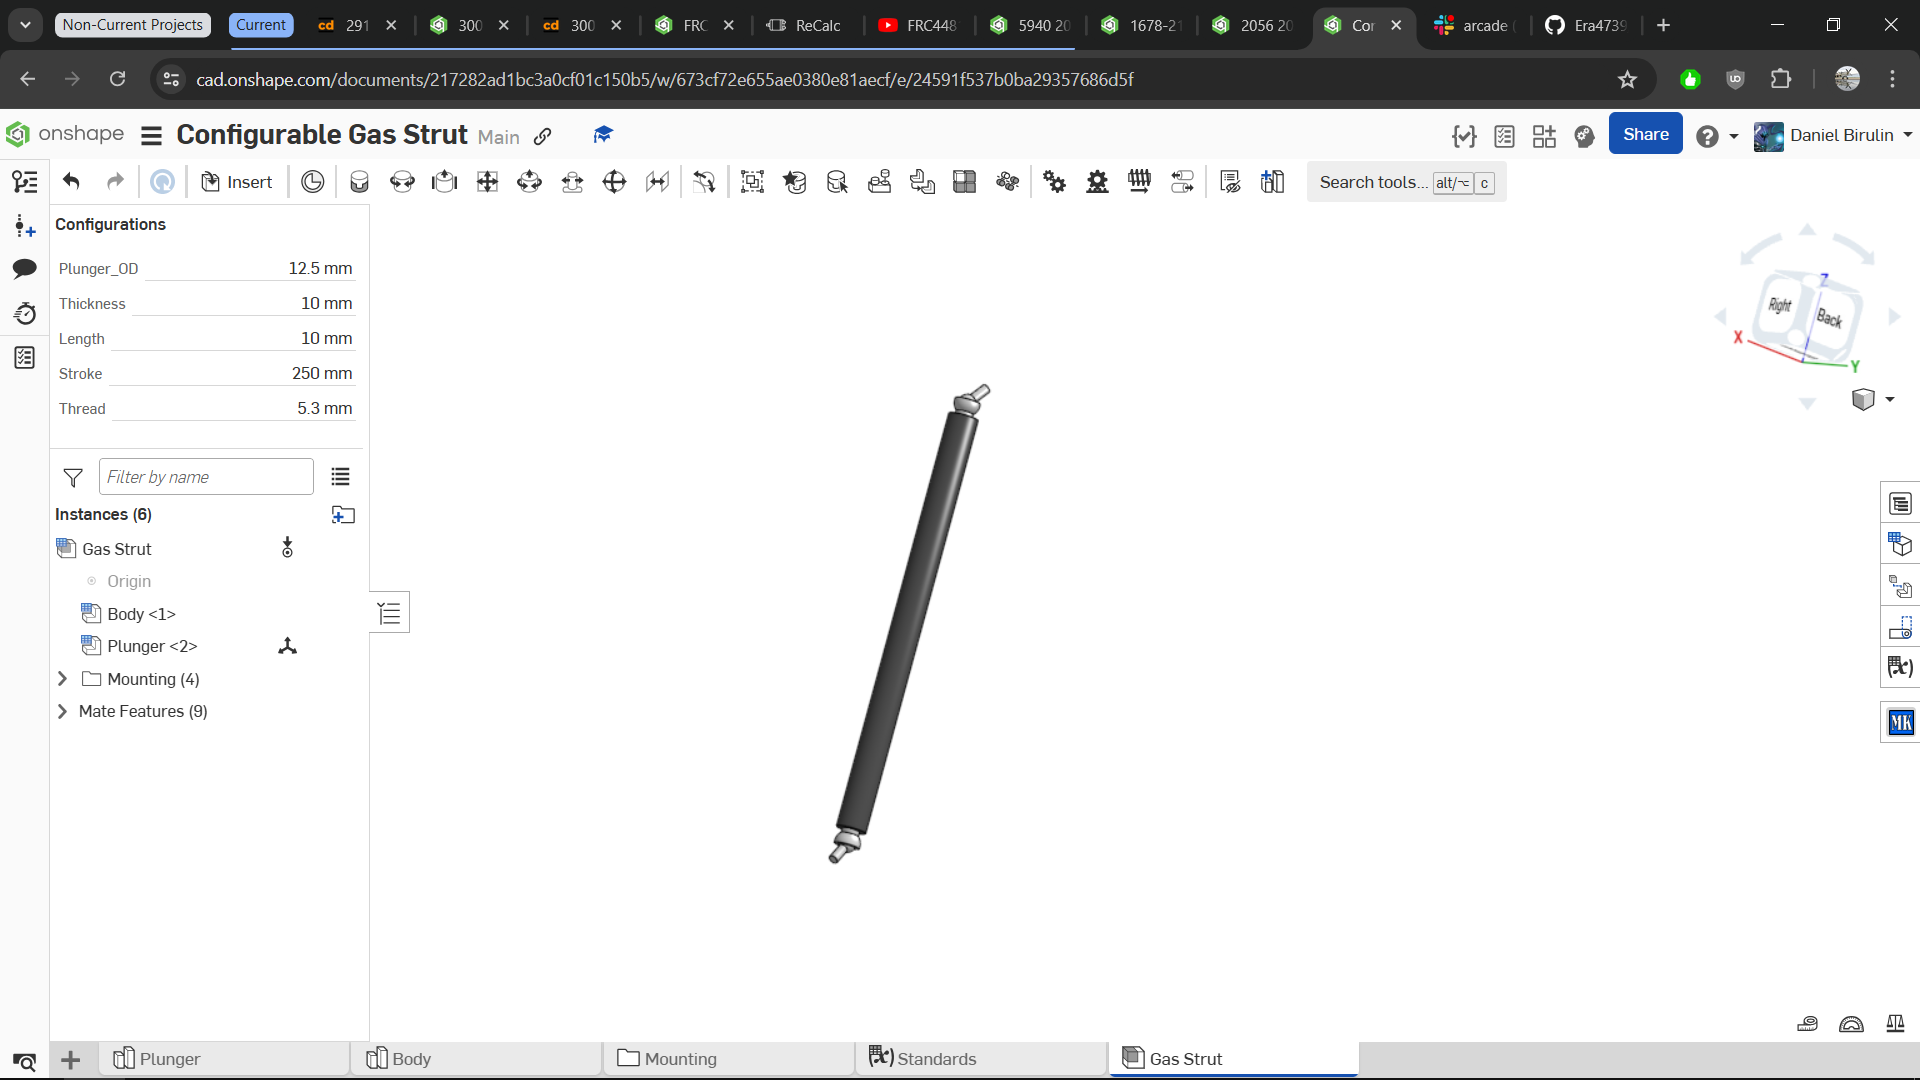 Non-Current Projects
Current
291
300
300
FRC
ReCalc
FRC448
5940 20
1678-21
2056 20
Cor
arcade (
Era4739
cad.onshape.com/documents/217282ad1bc3a0cf01c150b5/w/673cf72e655ae0380e81aecf/e/24591f537b0ba29357686d5f
onshape
Configurable Gas Strut
Main
Share
Daniel Birulin
Insert
Search tools...
alt/⌥
c
Configurations
Plunger_OD 12.5 mm
Thickness 10 mm
Length 10 mm
Stroke 250 mm
Thread 5.3 mm
Filter by name
Instances (6)
Gas Strut
Origin
Body <1>
Plunger <2>
Mounting (4)
Mate Features (9)
Z
Right
Back
X
Y
MK
Plunger
Body
Mounting
Standards
Gas Strut